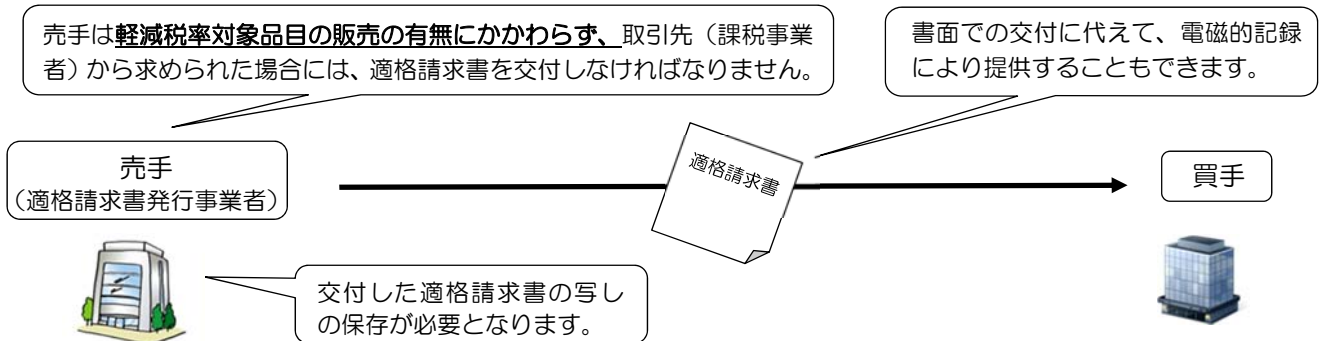 売手は軽減税率対象品目の販売の有無にかかわらず、取引先（課税事業
者）から求められた場合には、適格請求書を交付しなければなりません。
書面での交付に代えて、電磁的記録
により提供することもできます。
売手
（適格請求書発行事業者）
適格請求書
買手
交付した適格請求書の写し
の保存が必要となります。